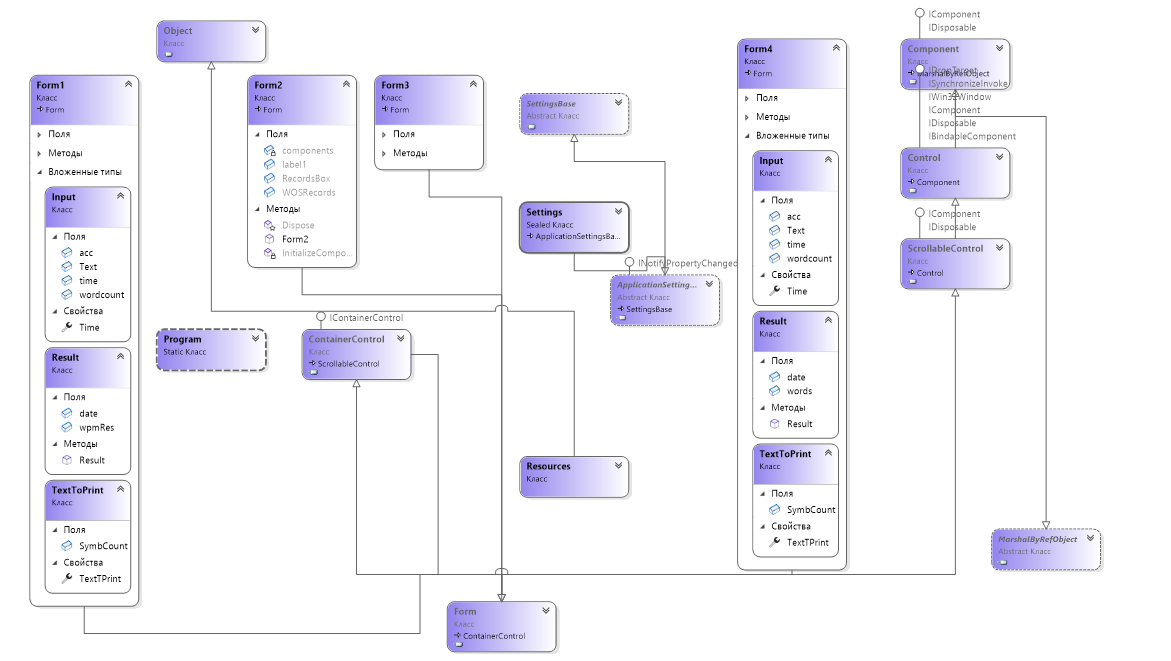 Object
Класс
Form1
Класс
Form
Поля
Методы
Вложенные типы
Input
Класс
Поля
acc
Text
time
wordcount
Свойства
Time
Result
Класс
Поля
date
wpmRes
Методы
Result
TextToPrint
Класс
Поля
SymbCount
Свойства
TextTPrint
Form2
Класс
Form
Поля
components
label1
RecordsBox
WOSRecords
Методы
Dispose
Form2
InitializeCompo...
Form3
Класс
Form
Поля
Методы
Program
Static Класс
IContainerControl
ContainerControl
Класс
ScrollableControl
SettingsBase
Abstract Класс
Settings
Sealed Класс
ApplicationSettingsBa...
INotifyPropertyChanged
ApplicationSetting...
Abstract Класс
SettingsBase
Resources
Класс
Form
Класс
ContainerControl
Form4
Класс
Form
Поля
Методы
Вложенные типы
Input
Класс
Поля
acc
Text
time
wordcount
Свойства
Time
Result
Класс
Поля
date
words
Методы
Result
TextToPrint
Класс
Поля
SymbCount
Свойства
TextTPrint
IComponent
IDisposable
Component
Класс
MarshalByRefObject
IDropTarget
ISynchronizeInvoke
IWin32Window
IComponent
IDisposable
IBindableComponent
Control
Класс
Component
IComponent
IDisposable
ScrollableControl
Класс
Control
MarshalByRefObject
Abstract Класс